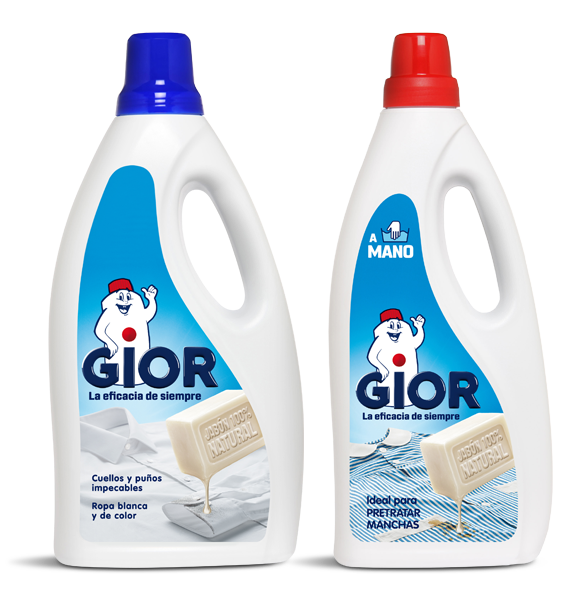 GIOR
La eficacia de siempre
JABÓN 100%
NATURAL
Cuellos y puños
impecables
Ropa blanca
y de color
A
MANO
GIOR
La eficacia de siempre
JABÓN 100%
NATURAL
Ideal para
PRETRATAR
MANCHAS